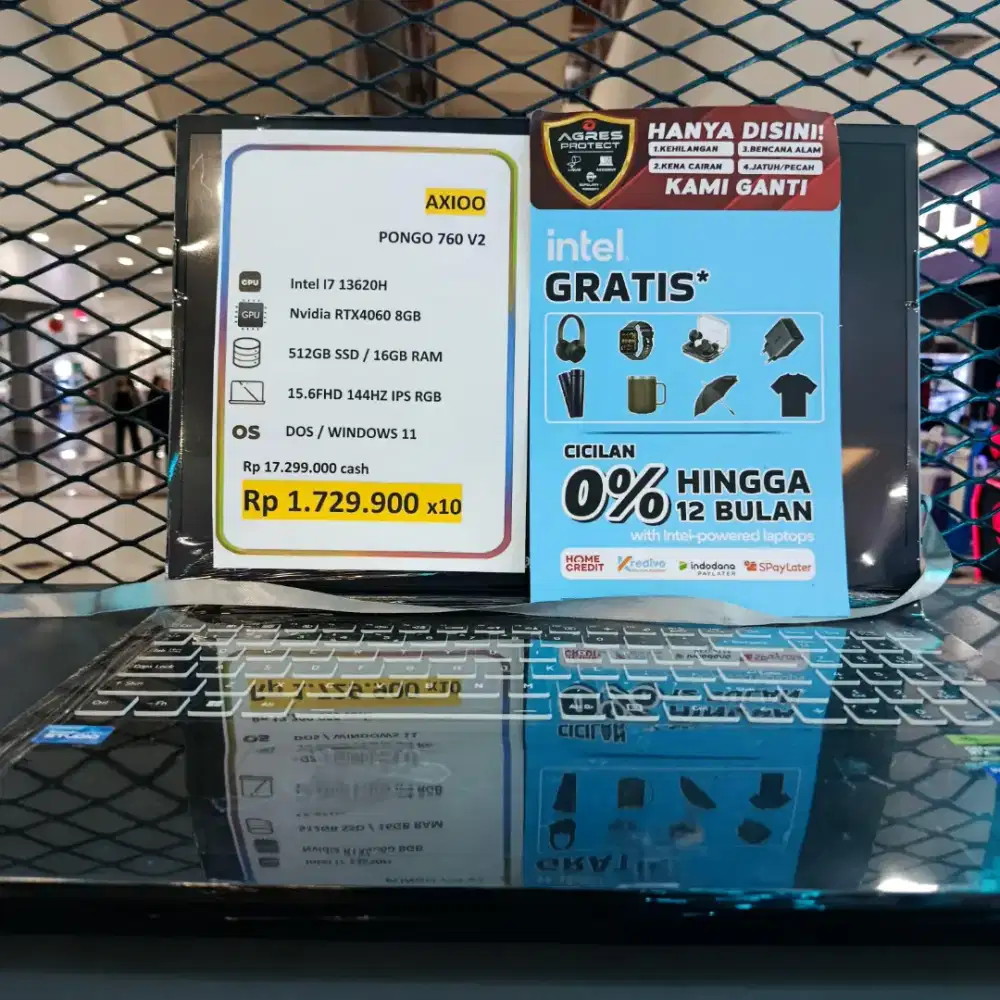 AXIOO
PONGO 760 V2
CPU
Intel I7 13620H
GPU
Nvidia RTX4060 8GB
512GB SSD / 16GB RAM
15.6FHD 144HZ IPS RGB
OS
DOS / WINDOWS 11
Rp 17.299.000 cash
Rp 1.729.900 x10
AGRES
PROTECT
HANYA DISINI!
1.KEHILANGAN
3.BENCANA ALAM
2.KENA CAIRAN
4.JATUH/PECAH
KAMI GANTI
intel
GRATIS*
CICILAN
0% HINGGA
12 BULAN
with Intel-powered laptops
HOME
CREDIT
Kredivo
indodana
PAYLATER
SPayLater
STUDIO